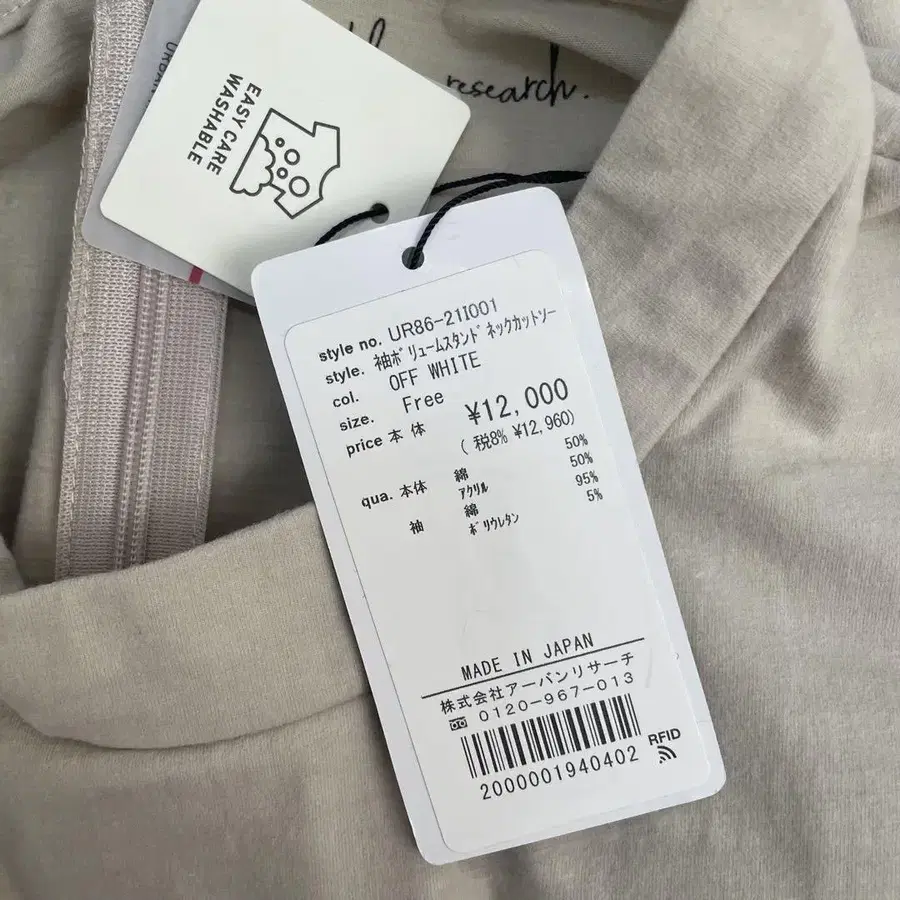 research.
URBAN
EASY CARE
WASHABLE
style no. UR86-21I001
style. 袖ﾎﾞﾘｭｰﾑｽﾀﾝﾄﾞﾈｯｸｶｯﾄｿｰ
col. OFF WHITE
size. Free
price 本体 ¥12,000
( 税8% ¥12,960)
qua. 本体 綿 50%
ｱｸﾘﾙ 50%
袖 綿 95%
ﾎﾟﾘｳﾚﾀﾝ 5%
MADE IN JAPAN
株式会社アーバンリサーチ
0120-967-013
RFID
2000001940402